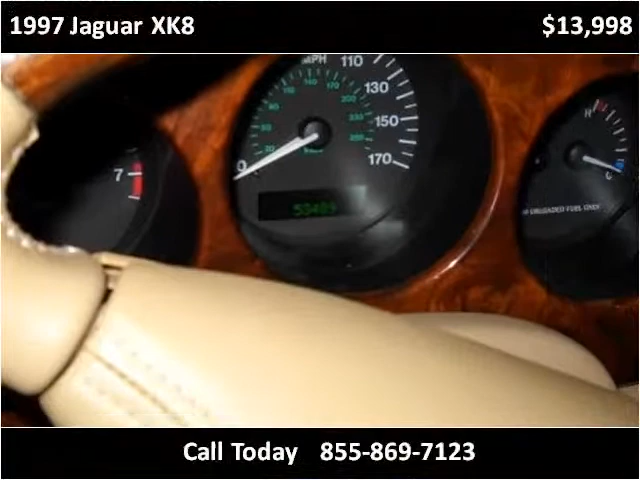 1997 Jaguar XK8 $13,998
MPH 110
130
150
170
0
7
H
C
UNLEADED FUEL ONLY
Call Today 855-869-7123